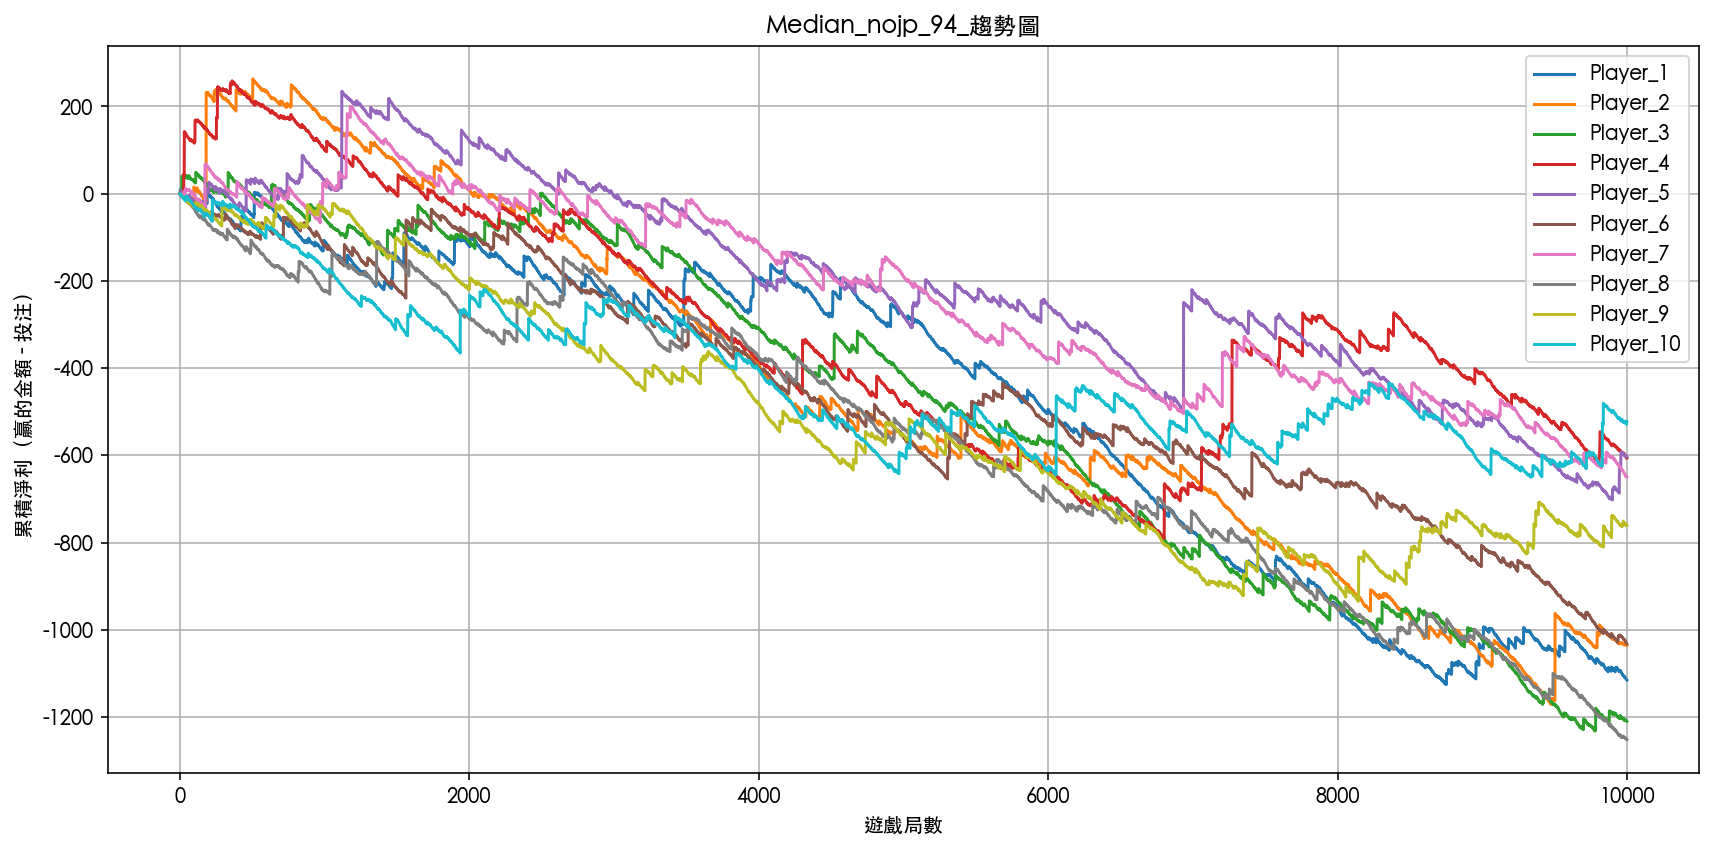 Median_nojp_94_趨勢圖
累積淨利（贏的金額 - 投注）
200
0
-200
-400
-600
-800
-1000
-1200
0 2000 4000 6000 8000 10000
遊戲局數
Player_1
Player_2
Player_3
Player_4
Player_5
Player_6
Player_7
Player_8
Player_9
Player_10